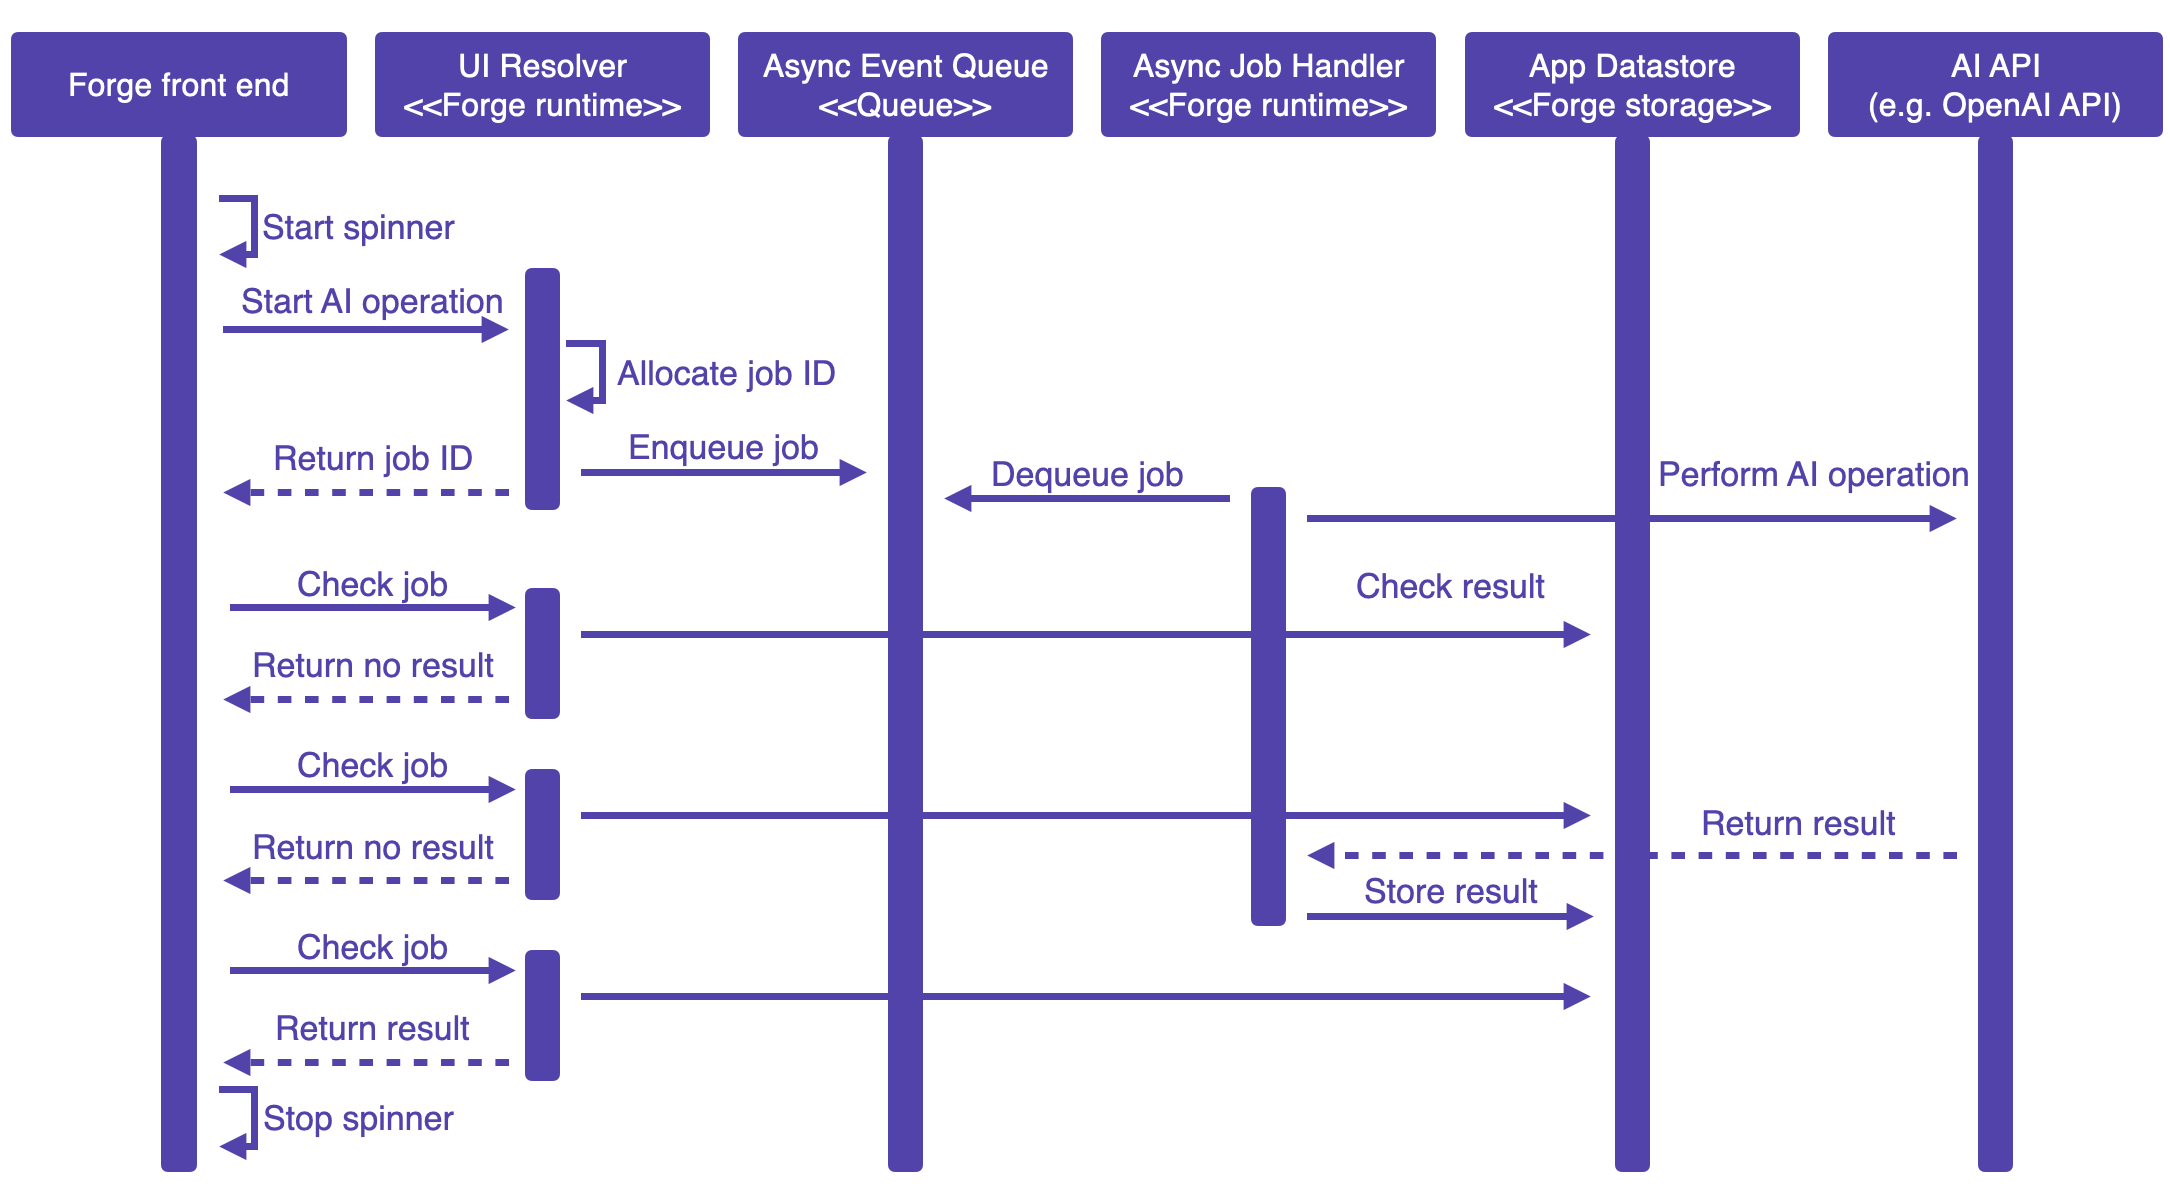 Forge front end
UI Resolver
<<Forge runtime>>
Async Event Queue
<<Queue>>
Async Job Handler
<<Forge runtime>>
App Datastore
<<Forge storage>>
AI API
(e.g. OpenAI API)
Start spinner
Start AI operation
Allocate job ID
Enqueue job
Return job ID
Dequeue job
Perform AI operation
Check job
Check result
Return no result
Check job
Return result
Return no result
Store result
Check job
Return result
Stop spinner